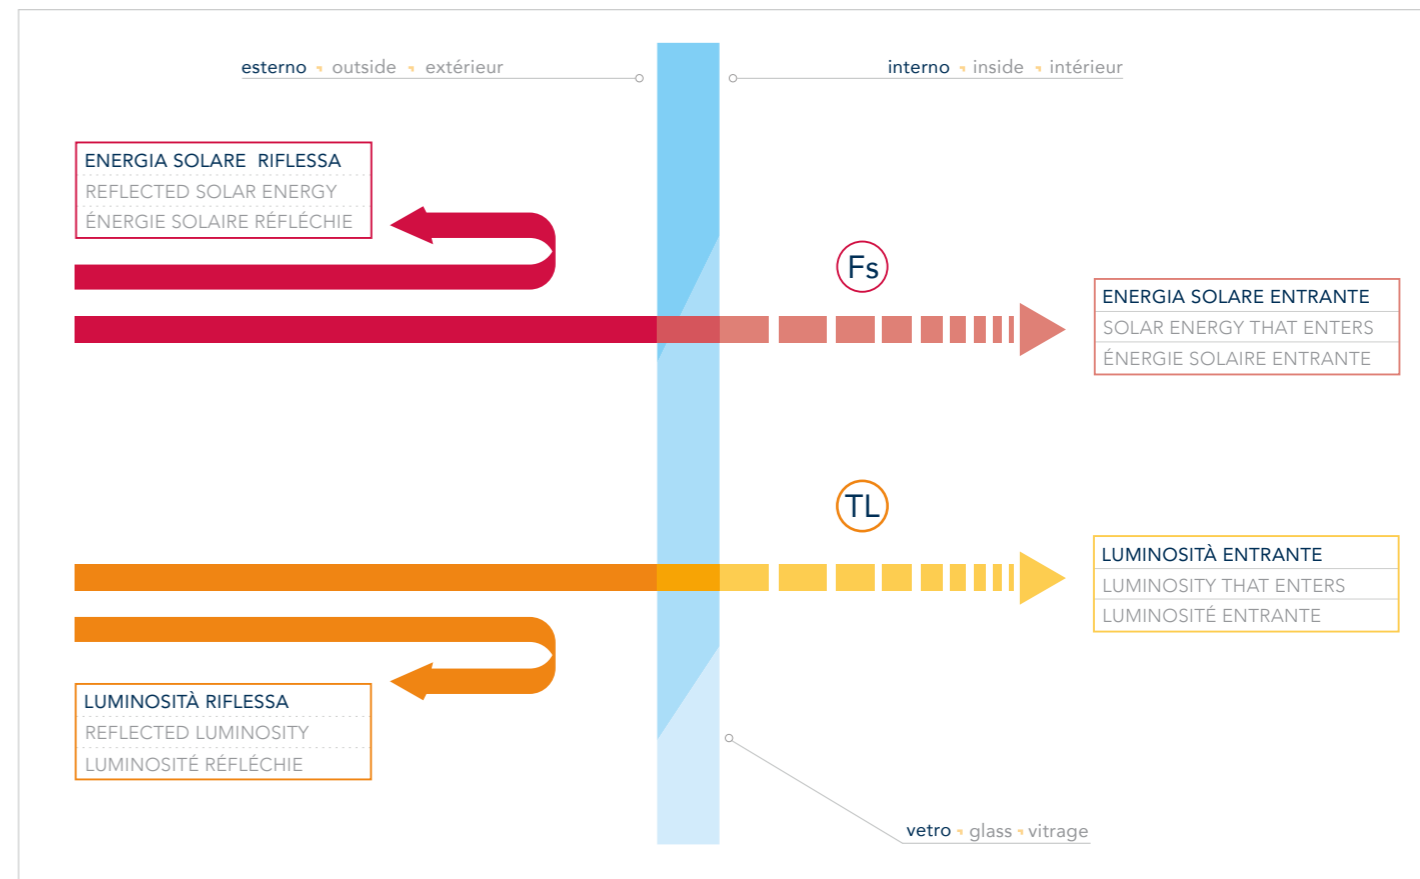 esterno outside extérieur
interno inside intérieur
ENERGIA SOLARE RIFLESSA
REFLECTED SOLAR ENERGY
ÉNERGIE SOLAIRE RÉFLÉCHIE
Fs
ENERGIA SOLARE ENTRANTE
SOLAR ENERGY THAT ENTERS
ÉNERGIE SOLAIRE ENTRANTE
TL
LUMINOSITÀ ENTRANTE
LUMINOSITY THAT ENTERS
LUMINOSITÉ ENTRANTE
LUMINOSITÀ RIFLESSA
REFLECTED LUMINOSITY
LUMINOSITÉ RÉFLÉCHIE
vetro glass vitrage